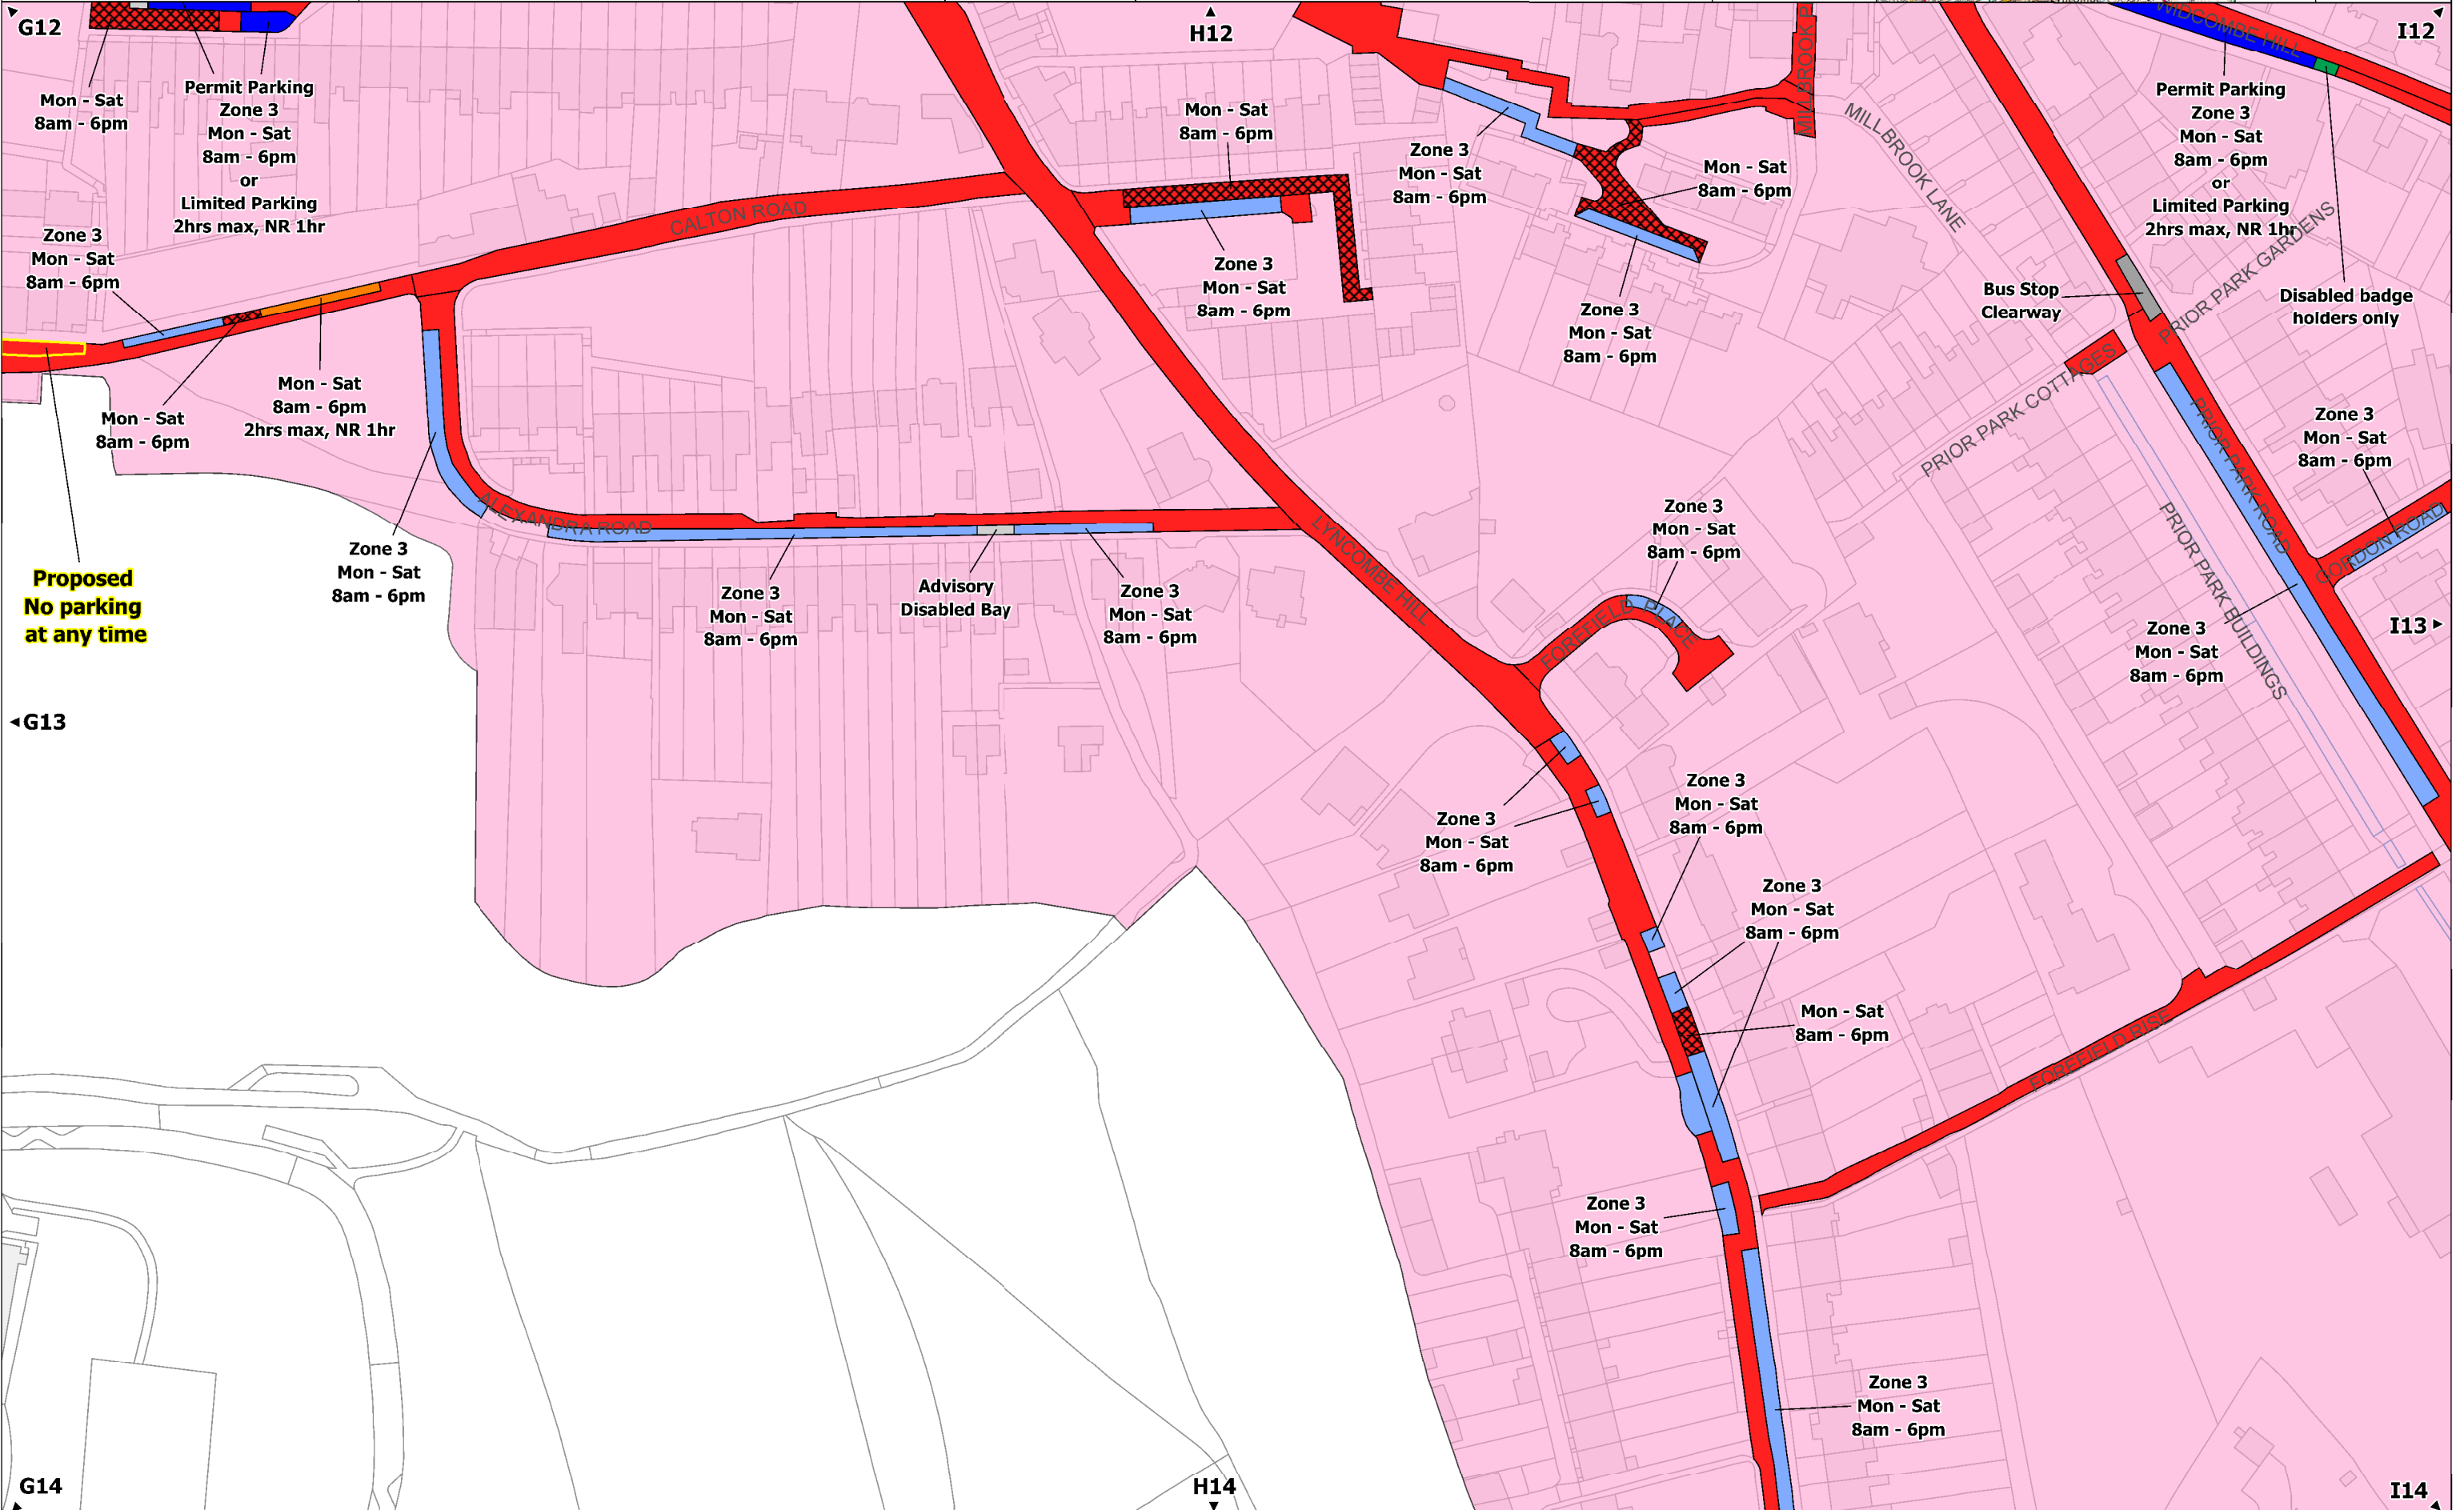 G12
H12
I12
WIDCOMBE HILL
Mon - Sat
8am - 6pm
Permit Parking
Zone 3
Mon - Sat
8am - 6pm
or
Limited Parking
2hrs max, NR 1hr
Mon - Sat
8am - 6pm
Zone 3
Mon - Sat
8am - 6pm
Mon - Sat
8am - 6pm
MILLBROOK P
MILLBROOK LANE
Permit Parking
Zone 3
Mon - Sat
8am - 6pm
or
Limited Parking
2hrs max, NR 1hr
CALTON ROAD
Zone 3
Mon - Sat
8am - 6pm
Zone 3
Mon - Sat
8am - 6pm
Zone 3
Mon - Sat
8am - 6pm
Bus Stop
Clearway
PRIOR PARK GARDENS
Disabled badge
holders only
Mon - Sat
8am - 6pm
Mon - Sat
8am - 6pm
2hrs max, NR 1hr
PRIOR PARK COTTAGES
PRIOR PARK ROAD
Zone 3
Mon - Sat
8am - 6pm
ALEXANDRA ROAD
LYNCOMBE HILL
Zone 3
Mon - Sat
8am - 6pm
PRIOR PARK BUILDINGS
GORDON ROAD
Proposed
No parking
at any time
Zone 3
Mon - Sat
8am - 6pm
Zone 3
Mon - Sat
8am - 6pm
Advisory
Disabled Bay
Zone 3
Mon - Sat
8am - 6pm
FOREFIELD PLACE
Zone 3
Mon - Sat
8am - 6pm
I13
G13
Zone 3
Mon - Sat
8am - 6pm
Zone 3
Mon - Sat
8am - 6pm
Zone 3
Mon - Sat
8am - 6pm
Mon - Sat
8am - 6pm
FOREFIELD RISE
Zone 3
Mon - Sat
8am - 6pm
Zone 3
Mon - Sat
8am - 6pm
G14
H14
I14